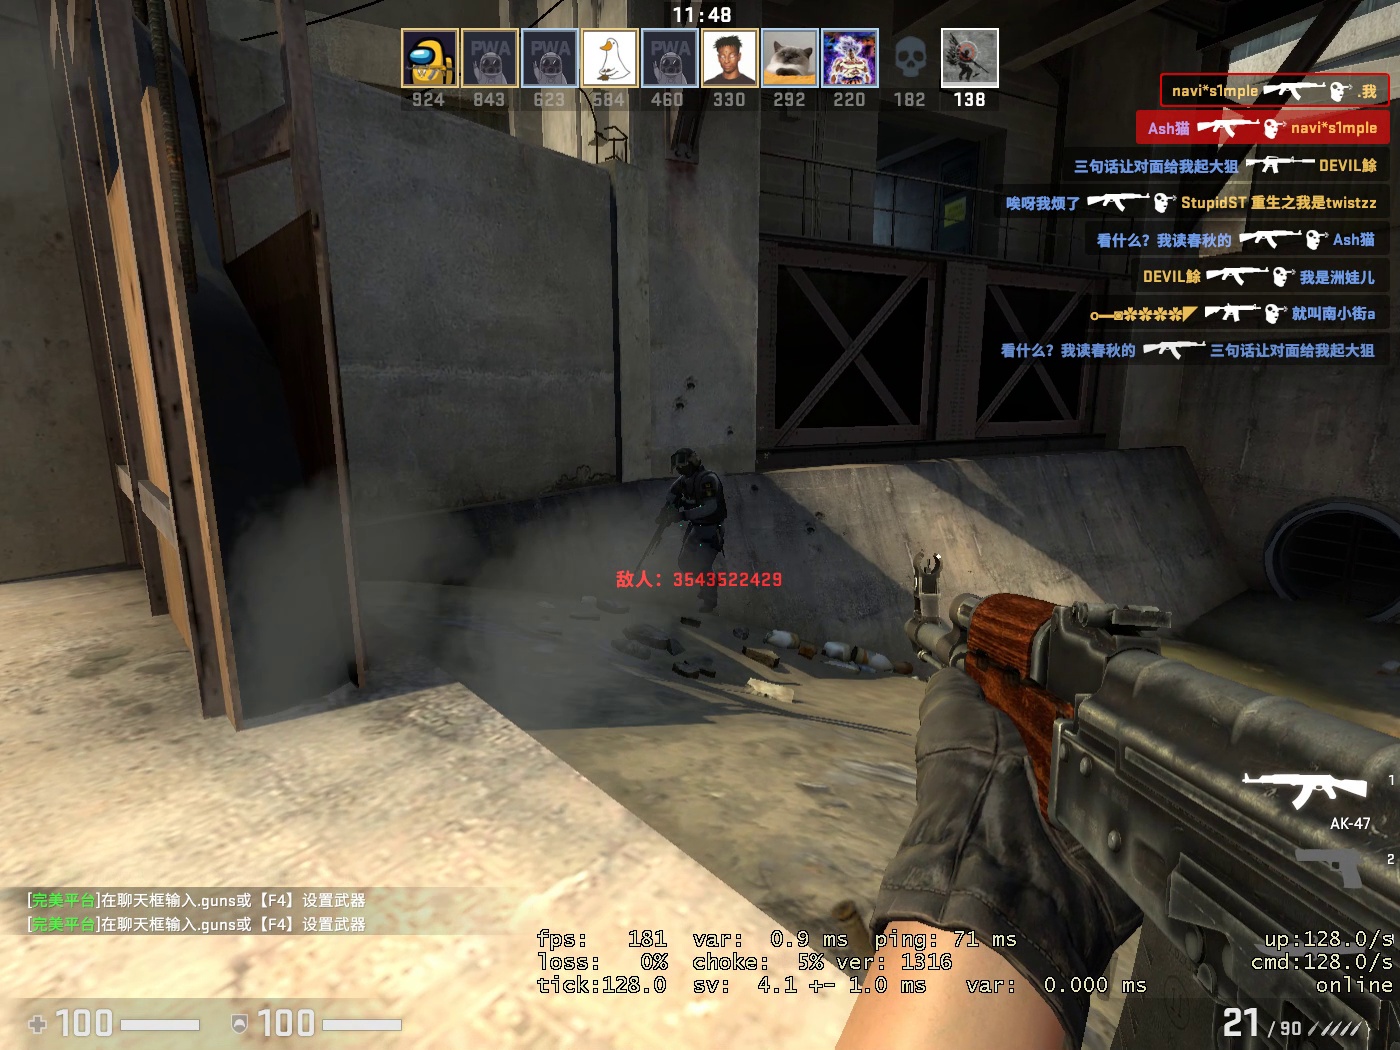 11:48
PWA PWA PWA
924 843 623 584 460 330 292 220 182 138
navi*s1mple .我
Ash猫 navi*s1mple
三句话让对面给我起大狙 DEVIL鮽
唉呀我烦了 StupidST 重生之我是twistzz
看什么？我读春秋的 Ash猫
DEVIL鮽 我是洲娃儿
就叫南小街a
看什么？我读春秋的 三句话让对面给我起大狙
敌人：3543522429
1
AK-47
2
[完美平台]在聊天框输入.guns或【F4】设置武器
[完美平台]在聊天框输入.guns或【F4】设置武器
fps: 181 var: 0.9 ms ping: 71 ms up:128.0/s
loss: 0% choke: 5% ver: 1316 cmd:128.0/s
tick:128.0 sv: 4.1 +- 1.0 ms var: 0.000 ms online
100 100 21 / 90